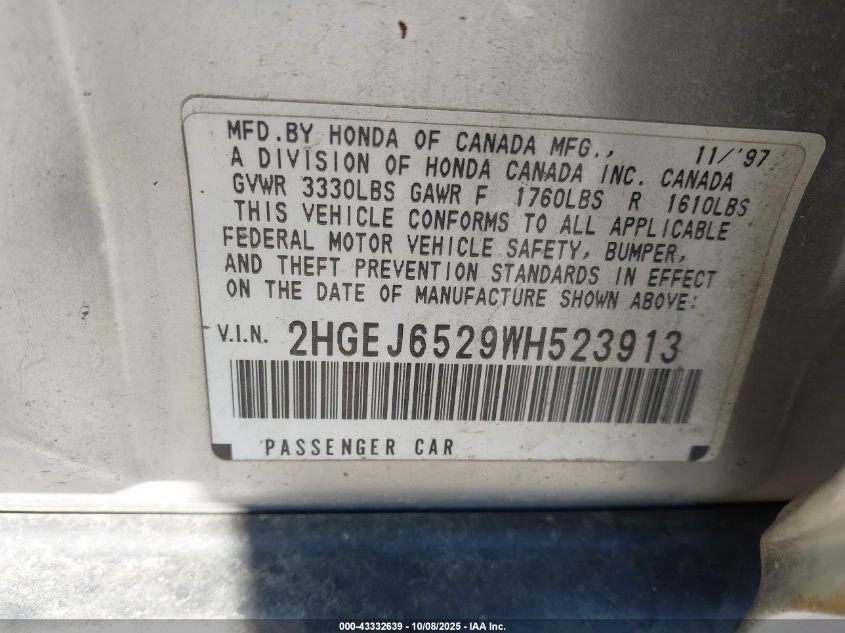 MFD.BY HONDA OF CANADA MFG., 11/'97
A DIVISION OF HONDA CANADA INC. CANADA
GVWR 3330LBS GAWR F 1760LBS R 1610LBS
THIS VEHICLE CONFORMS TO ALL APPLICABLE
FEDERAL MOTOR VEHICLE SAFETY, BUMPER,
AND THEFT PREVENTION STANDARDS IN EFFECT
ON THE DATE OF MANUFACTURE SHOWN ABOVE:
V.I.N. 2HGEJ6529WH523913
PASSENGER CAR
000-43332639 - 10/08/2025 - IAA Inc.